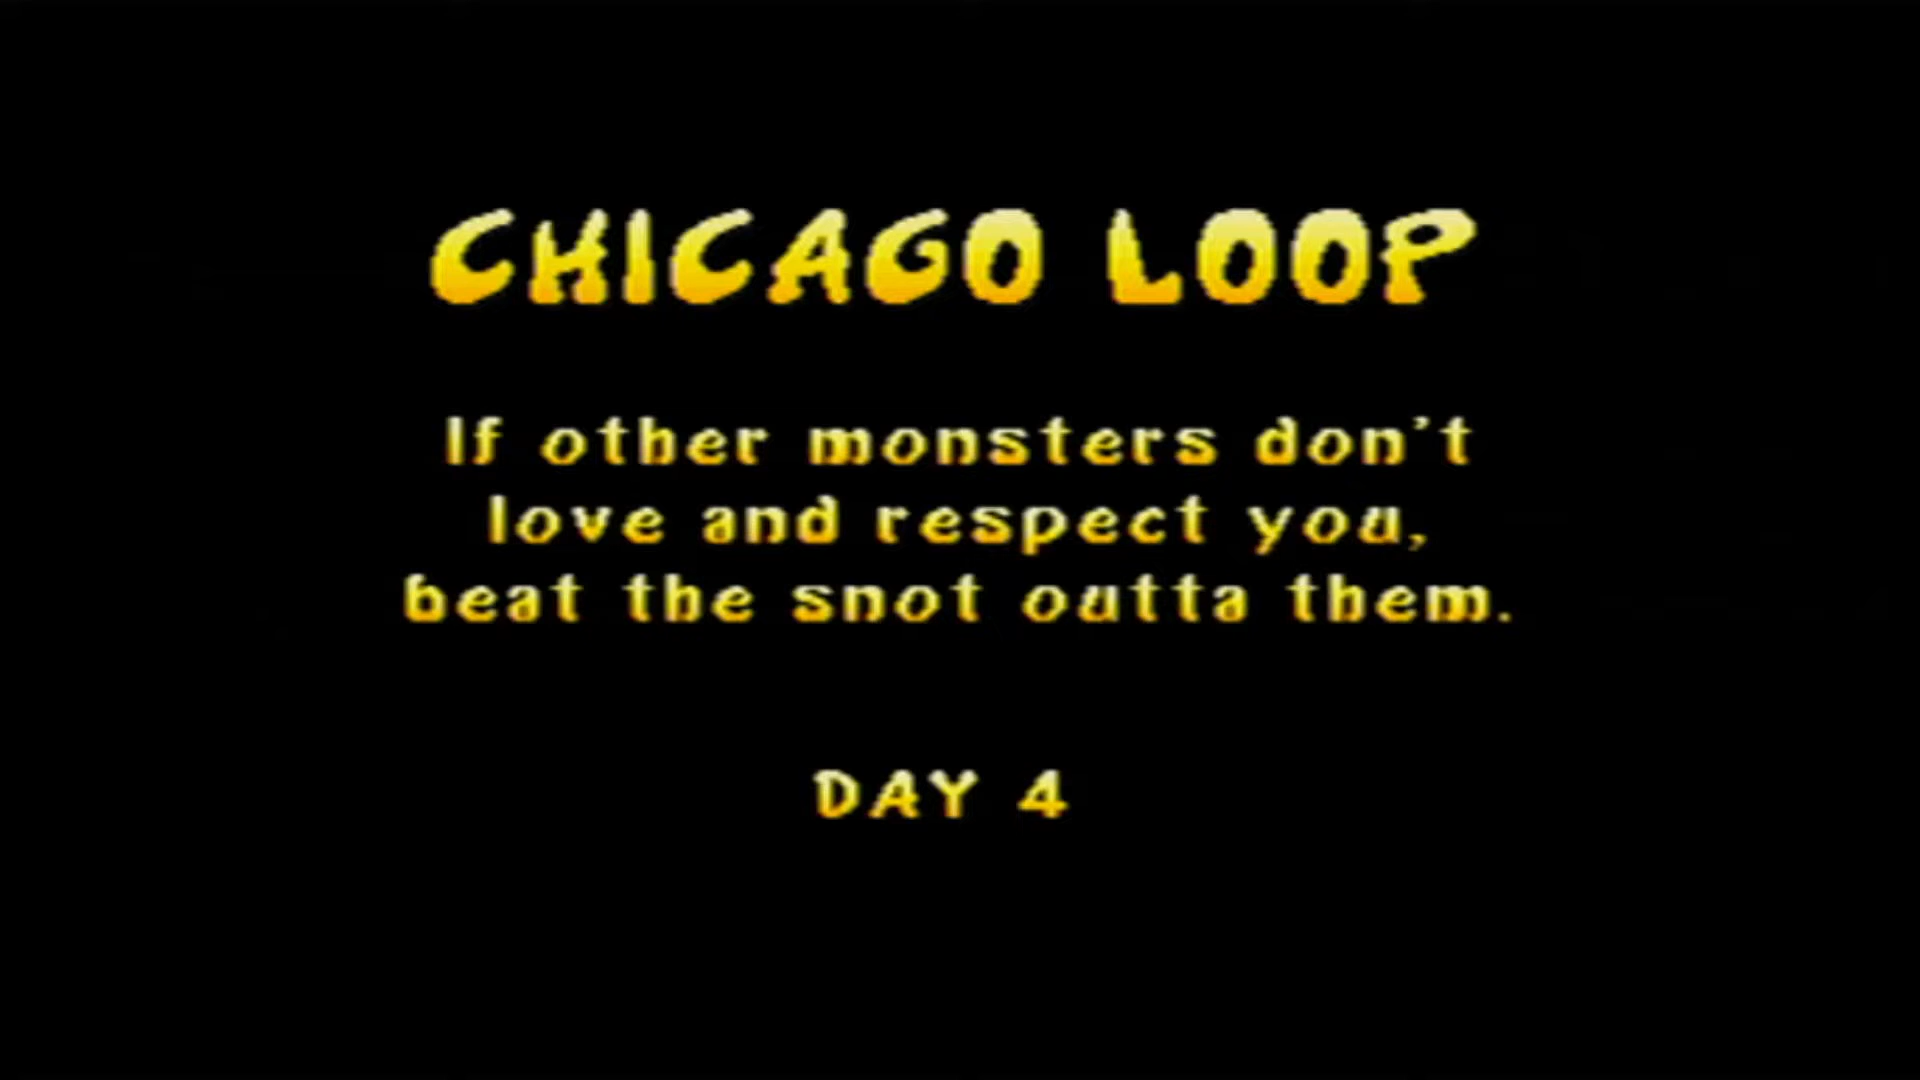 CHICAGO LOOP
If other monsters don't
love and respect you,
beat the snot outta them.
DAY 4